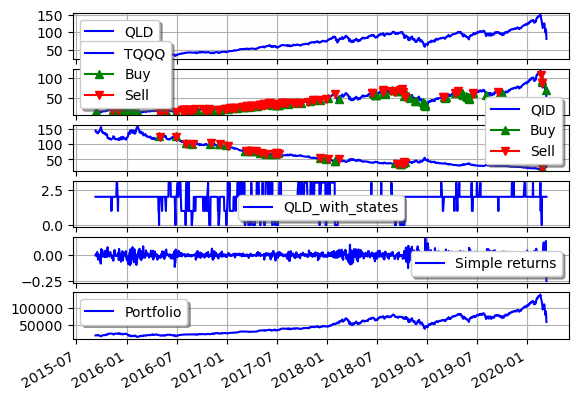 150
100
50
QLD
100
50
TQQQ
Buy
Sell
150
100
50
QID
Buy
Sell
2.5
0.0
QLD_with_states
0.00
-0.25
Simple returns
100000
50000
Portfolio
2015-07
2016-01
2016-07
2017-01
2017-07
2018-01
2018-07
2019-01
2019-07
2020-01